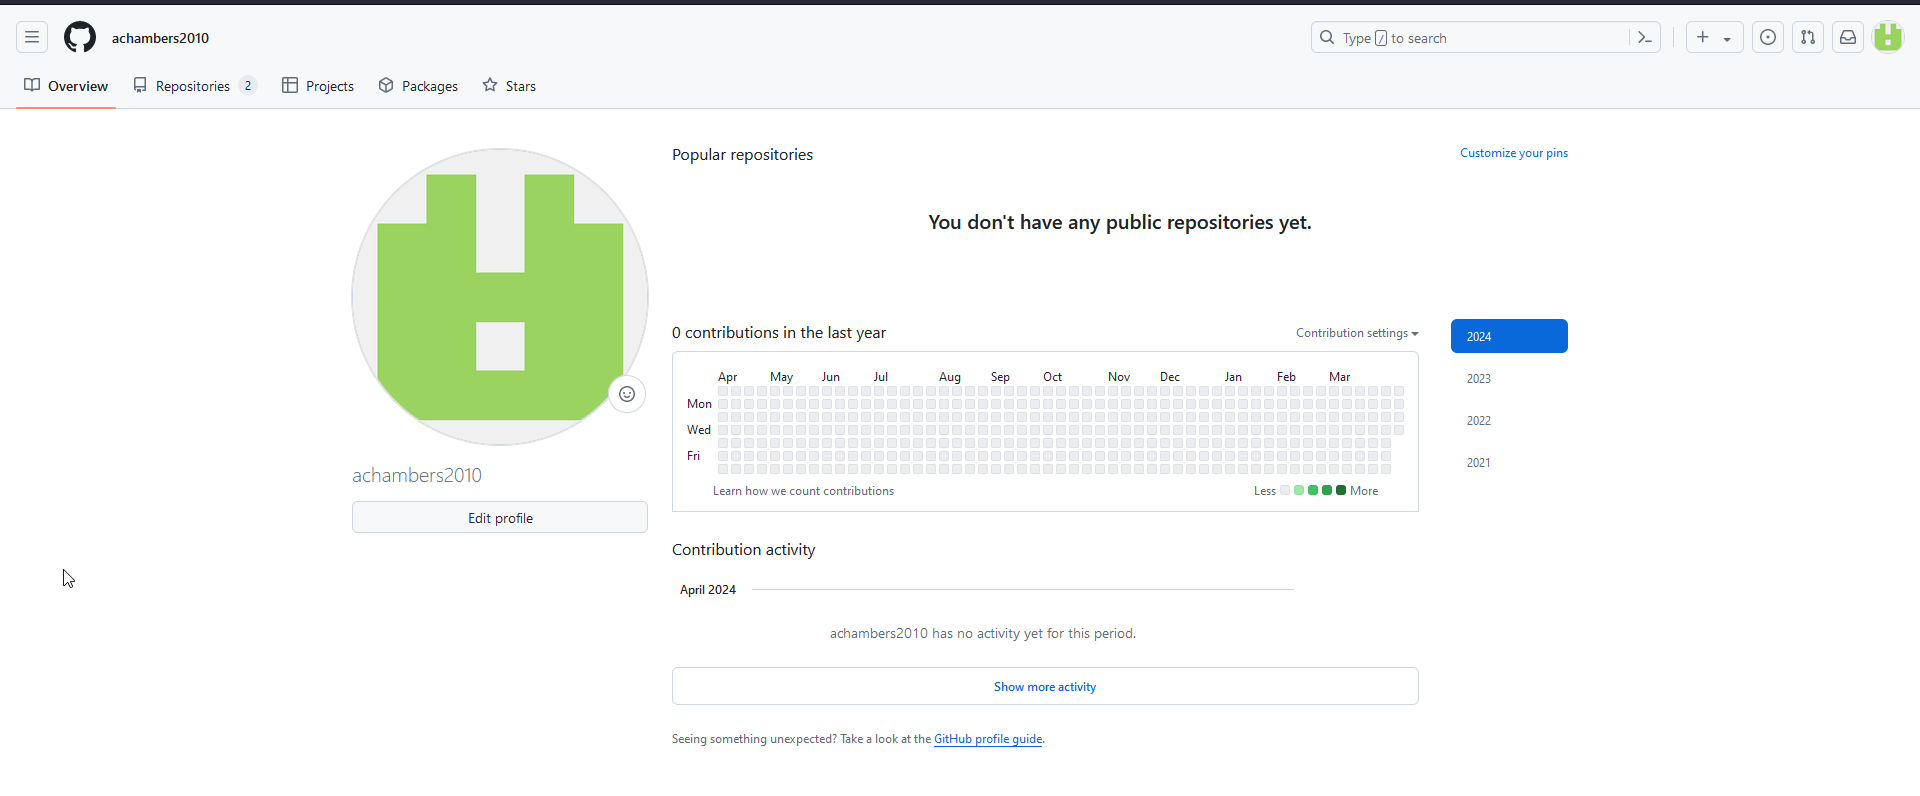 achambers2010
Type / to search
Overview
Repositories 2
Projects
Packages
Stars
Popular repositories
Customize your pins
You don't have any public repositories yet.
0 contributions in the last year
Contribution settings
2024
2023
2022
2021
Apr May Jun Jul Aug Sep Oct Nov Dec Jan Feb Mar
Mon
Wed
Fri
Learn how we count contributions
Less More
achambers2010
Edit profile
Contribution activity
April 2024
achambers2010 has no activity yet for this period.
Show more activity
Seeing something unexpected? Take a look at the GitHub profile guide.